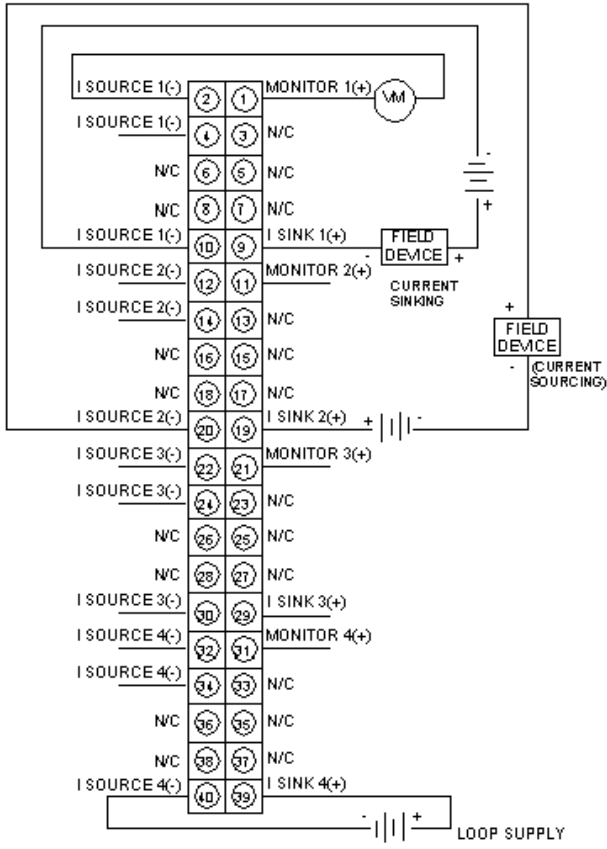 I SOURCE 1(-) 2 1 MONITOR 1(+) VM
I SOURCE 1(-) 4 3 N/C
N/C 6 5 N/C
-
+
N/C 8 7 N/C
I SOURCE 1(-) 10 9 I SINK 1(+)
- FIELD DEVICE +
CURRENT SINKING
I SOURCE 2(-) 12 11 MONITOR 2(+)
I SOURCE 2(-) 14 13 N/C
+
FIELD DEVICE
-
(CURRENT SOURCING)
N/C 16 15 N/C
N/C 18 17 N/C
I SOURCE 2(-) 20 19 I SINK 2(+) + -
I SOURCE 3(-) 22 21 MONITOR 3(+)
I SOURCE 3(-) 24 23 N/C
N/C 26 25 N/C
N/C 28 27 N/C
I SOURCE 3(-) 30 29 I SINK 3(+)
I SOURCE 4(-) 32 31 MONITOR 4(+)
I SOURCE 4(-) 34 33 N/C
N/C 36 35 N/C
N/C 38 37 N/C
I SOURCE 4(-) 40 39 I SINK 4(+)
- +
LOOP SUPPLY